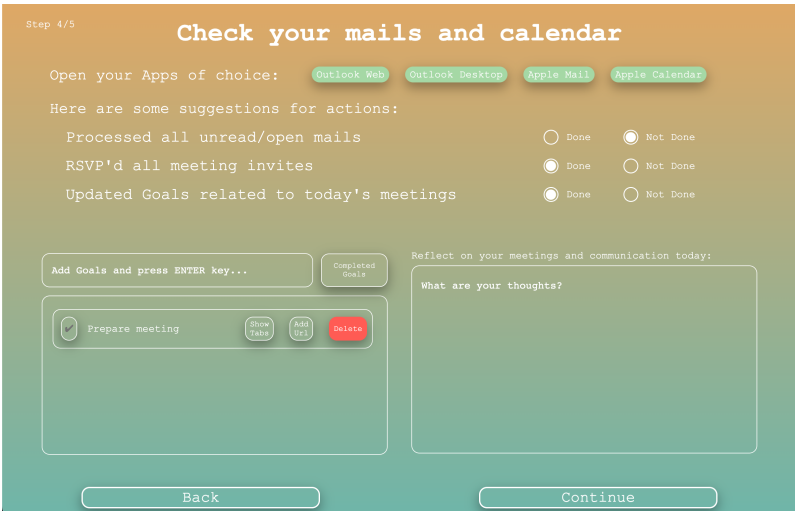 Step 4/5
Check your mails and calendar
Open your Apps of choice: Outlook Web Outlook Desktop Apple Mail Apple Calendar
Here are some suggestions for actions:
Processed all unread/open mails Done Not Done
RSVP'd all meeting invites Done Not Done
Updated Goals related to today's meetings Done Not Done
Add Goals and press ENTER key...
Completed
Goals
Prepare meeting
Show
Tabs
Add
Url
Delete
Reflect on your meetings and communication today:
What are your thoughts?
Back
Continue